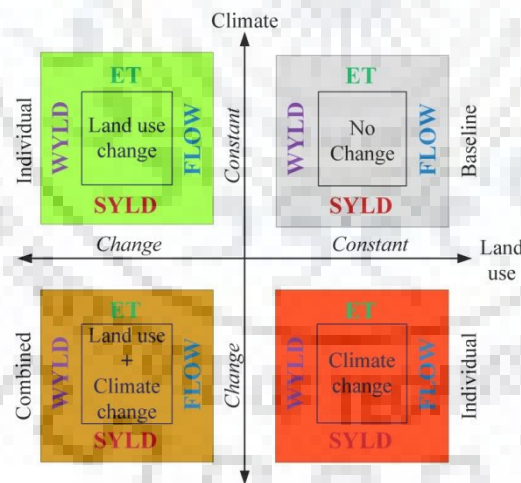 Climate
ET
Individual
WYLD
Land use
change
FLOW
SYLD
Constant
ET
WYLD
No
Change
FLOW
Baseline
SYLD
Change
Constant
Land
use
ET
Combined
WYLD
Land use
+
Climate
change
FLOW
SYLD
Change
ET
WYLD
Climate
change
FLOW
Individual
SYLD